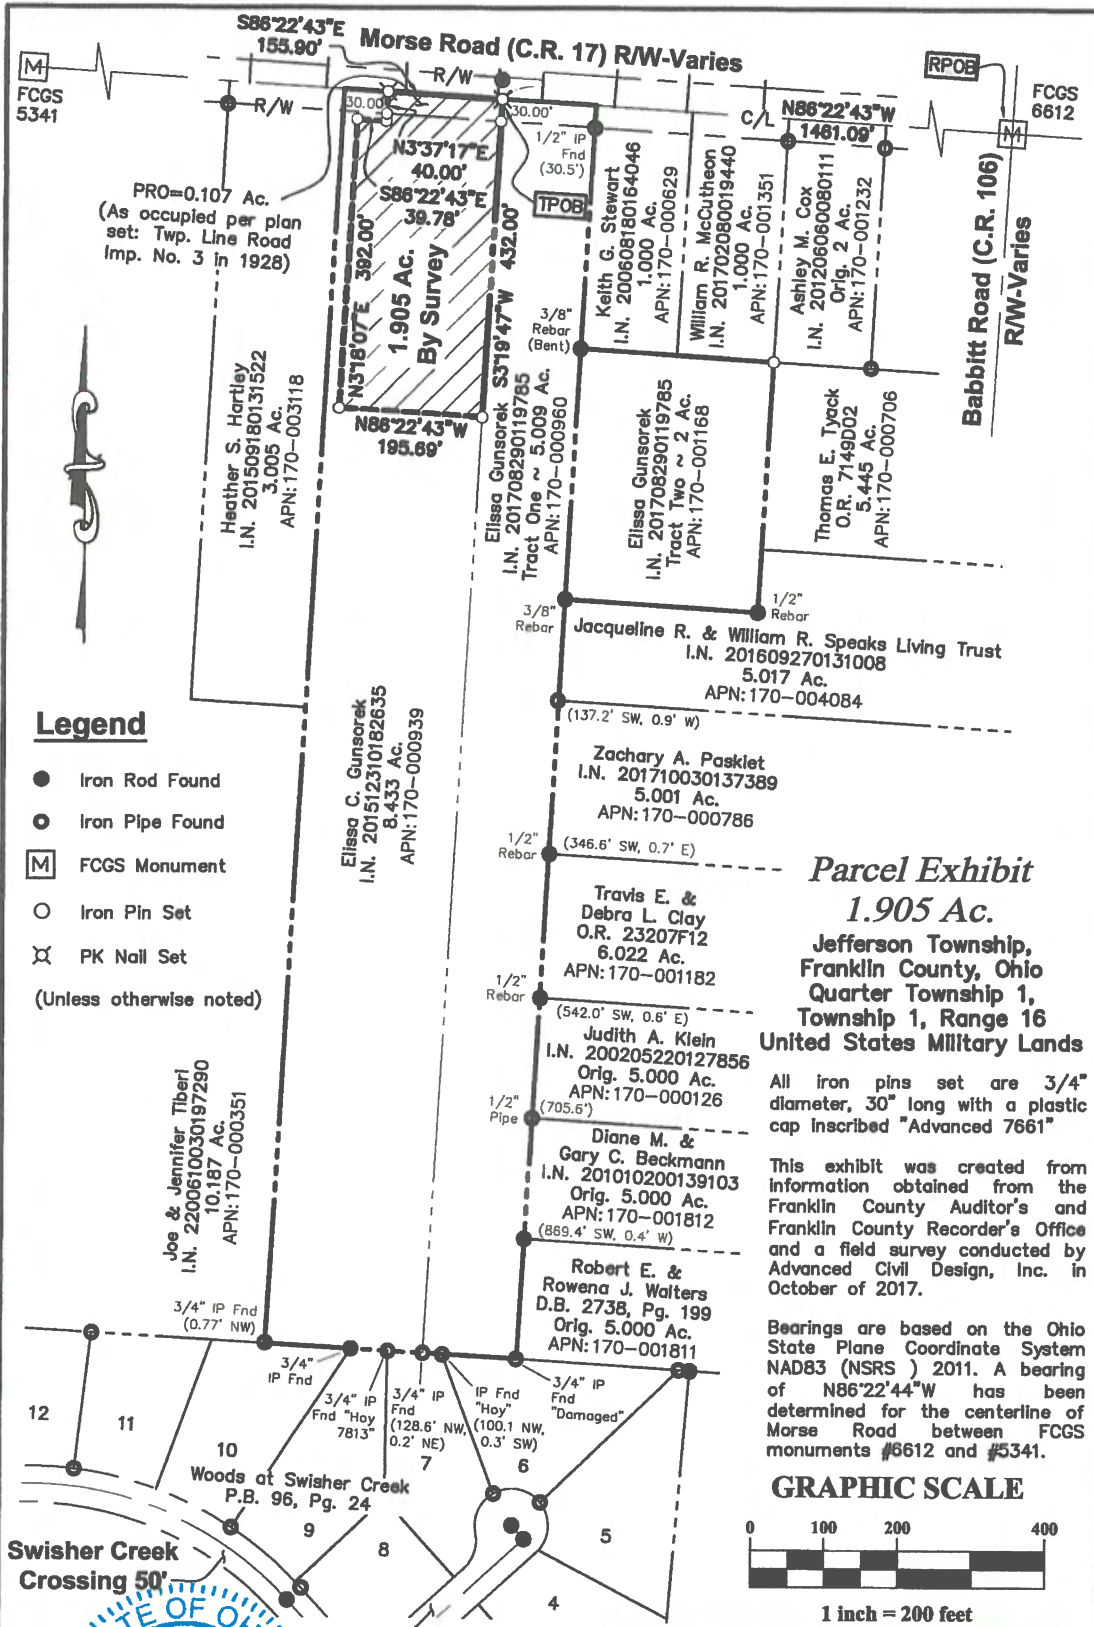 S86°22'43"E
155.90'
Morse Road (C.R. 17) R/W-Varies
RPOB
M
FCGS
5341
R/W
R/W
30.00'
30.00'
C/L
N86°22'43"W
1461.09'
FCGS
6612
M
1/2" IP
Fnd
(30.5')
N3°37'17"E
40.00'
S86°22'43"E
39.78'
TPOB
PRO=0.107 Ac.
(As occupied per plan
set: Twp. Line Road
Imp. No. 3 in 1928)
N3°18'07"E 392.00'
1.905 Ac.
By Survey
S3°19'47"W 432.00'
N86°22'43"W
195.69'
Keith G. Stewart
I.N. 200608180164046
1.000 Ac.
APN:170-000629
William R. McCutheon
I.N. 201702080019440
1.000 Ac.
APN:170-001351
Ashley M. Cox
I.N. 201206060080111
Orig. 2 Ac.
APN:170-001232
Babbitt Road (C.R. 106)
R/W-Varies
3/8"
Rebar
(Bent)
Heather S. Hartley
I.N. 201509180131522
3.005 Ac.
APN:170-003118
Elissa Gunsorek
I.N. 201708290119785
Tract One ~ 5.009 Ac.
APN:170-000960
Elissa Gunsorek
I.N. 201708290119785
Tract Two ~ 2 Ac.
APN:170-001168
Thomas E. Tyack
O.R. 7149D02
5.445 Ac.
APN:170-000706
3/8"
Rebar
1/2"
Rebar
Jacqueline R. & William R. Speaks Living Trust
I.N. 201609270131008
5.017 Ac.
APN:170-004084
(137.2' SW, 0.9' W)
Legend
Iron Rod Found
Iron Pipe Found
M FCGS Monument
Iron Pin Set
PK Nail Set
(Unless otherwise noted)
Elissa C. Gunsorek
I.N. 201512310182635
8.433 Ac.
APN:170-000939
Zachary A. Paskiet
I.N. 201710030137389
5.001 Ac.
APN:170-000786
1/2"
Rebar
(346.6' SW, 0.7' E)
Travis E. &
Debra L. Clay
O.R. 23207F12
6.022 Ac.
APN:170-001182
1/2"
Rebar
(542.0' SW, 0.6' E)
Judith A. Klein
I.N. 200205220127856
Orig. 5.000 Ac.
APN:170-000126
1/2"
Pipe
(705.6')
Diane M. &
Gary C. Beckmann
I.N. 201010200139103
Orig. 5.000 Ac.
APN:170-001812
(869.4' SW, 0.4' W)
Robert E. &
Rowena J. Walters
D.B. 2738, Pg. 199
Orig. 5.000 Ac.
APN:170-001811
Joe & Jennifer Tiberi
I.N. 2200610030197290
10.187 Ac.
APN:170-000351
Parcel Exhibit
1.905 Ac.
Jefferson Township,
Franklin County, Ohio
Quarter Township 1,
Township 1, Range 16
United States Military Lands
All iron pins set are 3/4"
diameter, 30" long with a plastic
cap inscribed "Advanced 7661"
This exhibit was created from
information obtained from the
Franklin County Auditor's and
Franklin County Recorder's Office
and a field survey conducted by
Advanced Civil Design, Inc. in
October of 2017.
Bearings are based on the Ohio
State Plane Coordinate System
NAD83 (NSRS ) 2011. A bearing
of N86°22'44"W has been
determined for the centerline of
Morse Road between FCGS
monuments #6612 and #5341.
3/4" IP Fnd
(0.77' NW)
3/4"
IP Fnd
3/4" IP
Fnd "Hoy
7813"
3/4" IP
Fnd
(128.6' NW,
0.2' NE)
IP Fnd
"Hoy"
(100.1 NW,
0.3' SW)
3/4" IP
Fnd
"Damaged"
12
11
10
9
8
7
6
5
4
Woods at Swisher Creek
P.B. 96, Pg. 24
Swisher Creek
Crossing 50'
GRAPHIC SCALE
0 100 200 400
1 inch = 200 feet
TE OF O